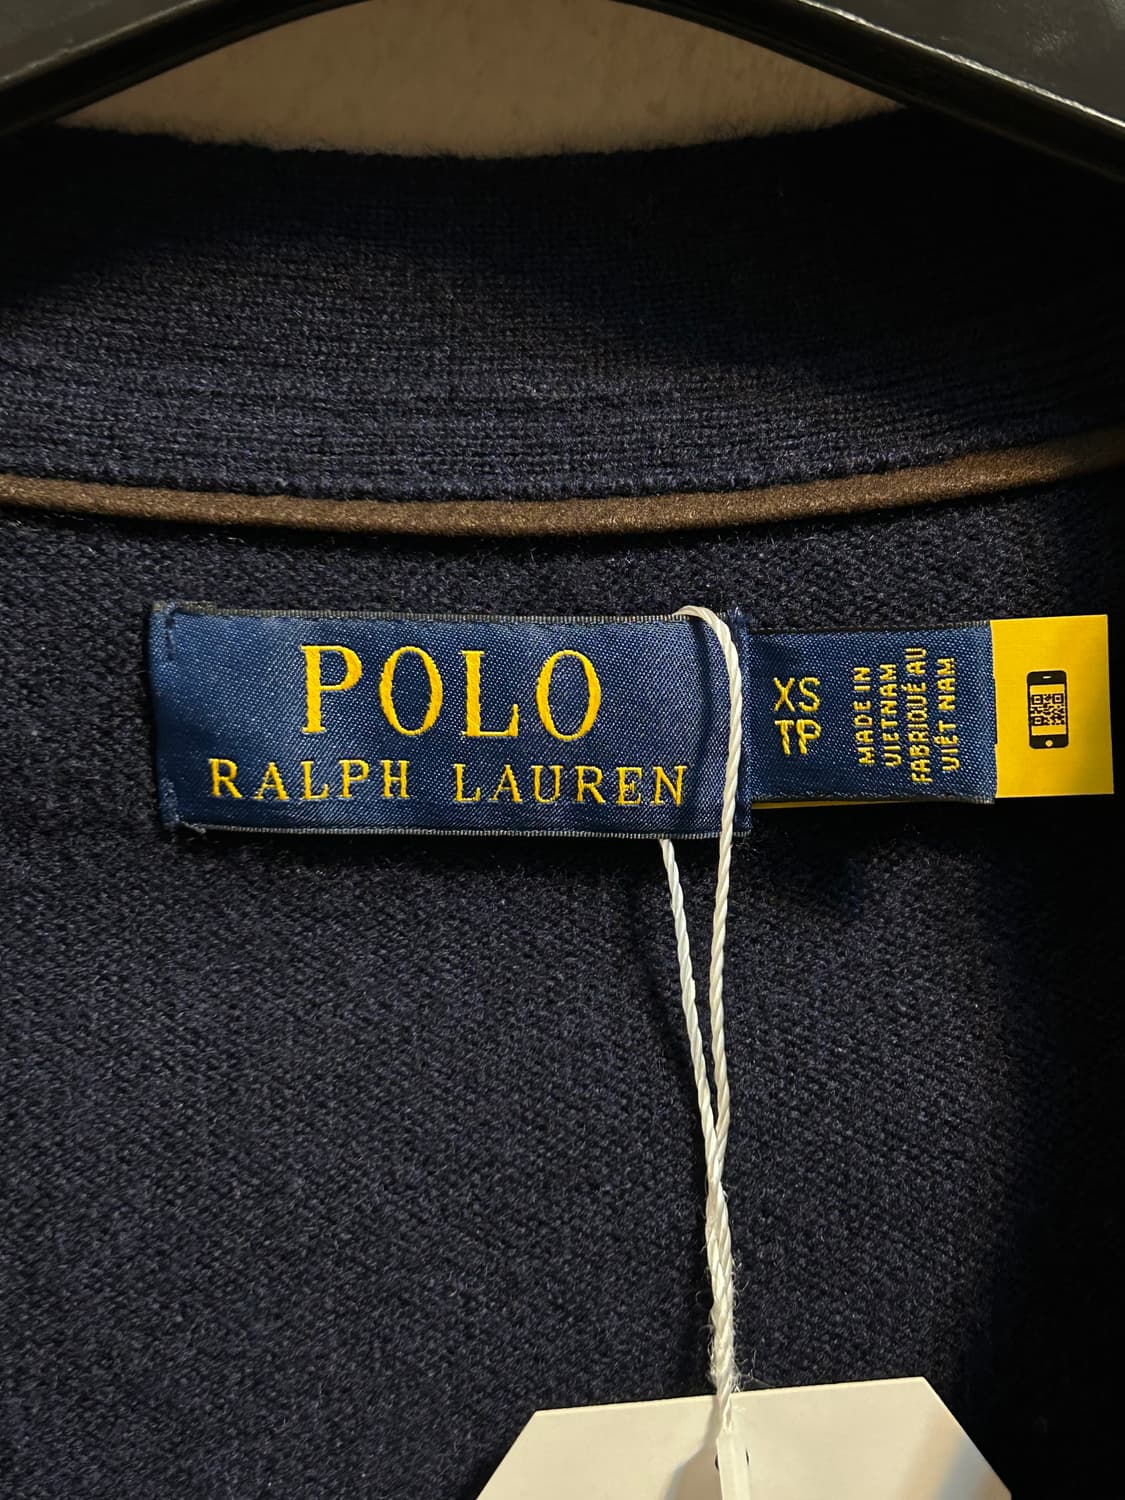 POLO
RALPH LAUREN
XS
TP
MADE IN
VIETNAM
FABRIQUÉ AU
VIÊT NAM